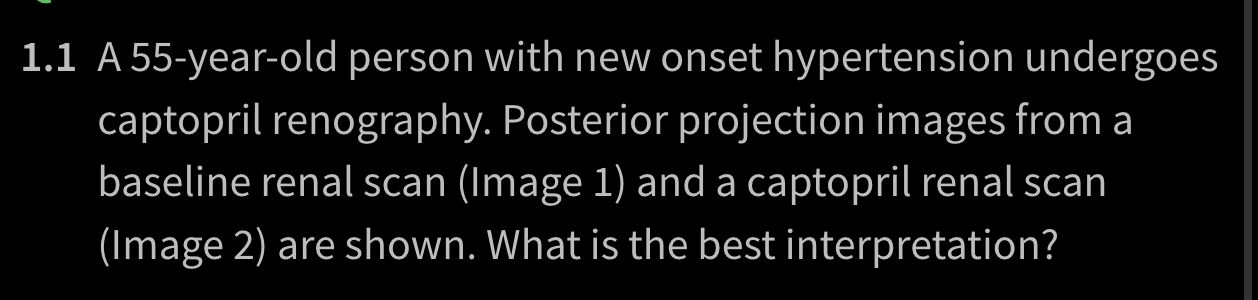 1.1 A 55-year-old person with new onset hypertension undergoes
captopril renography. Posterior projection images from a
baseline renal scan (Image 1) and a captopril renal scan
(Image 2) are shown. What is the best interpretation?